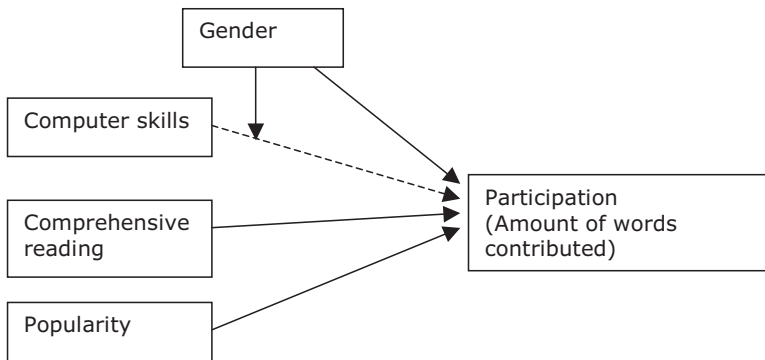 Gender
Computer skills
Comprehensive
reading
Popularity
Participation
(Amount of words
contributed)